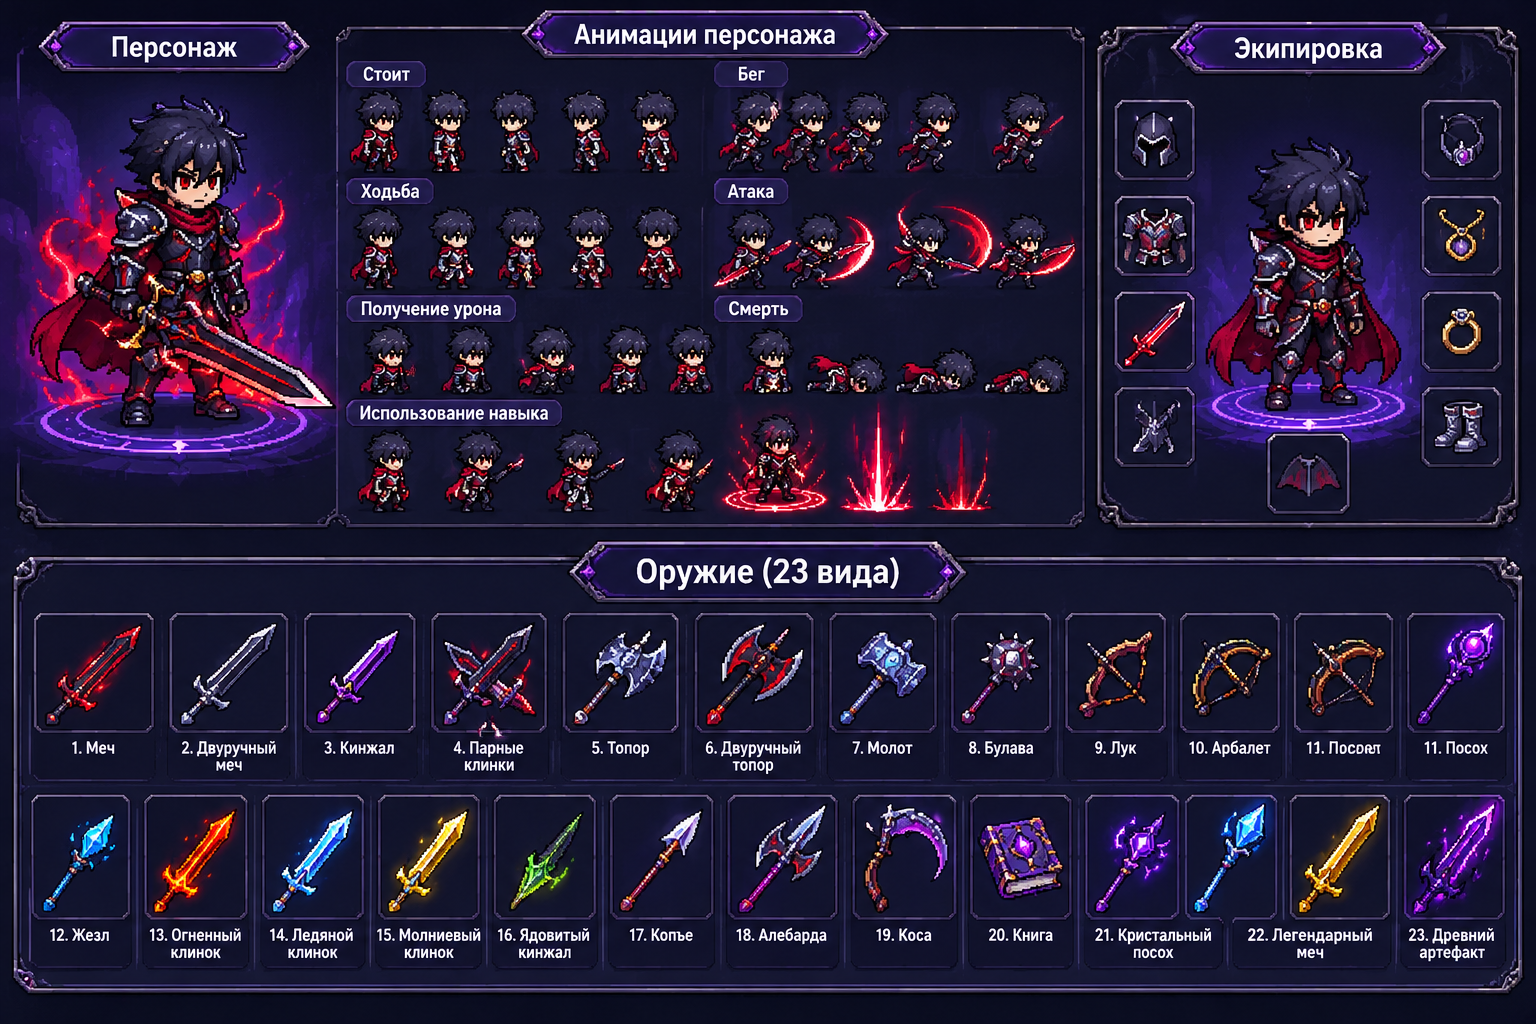 Персонаж
Анимации персонажа
Экипировка
Стоит
Бег
Ходьба
Атака
Получение урона
Смерть
Использование навыка
Оружие (23 вида)
1. Меч
2. Двуручный
меч
3. Кинжал
4. Парные
клинки
5. Топор
6. Двуручный
топор
7. Молот
8. Булава
9. Лук
10. Арбалет
11.
11. Посох
12. Жезл
13. Огненный
клинок
14. Ледяной
клинок
15. Молниевый
клинок
16. Ядовитый
кинжал
17. Копье
18. Алебарда
19. Коса
20. Книга
21. Кристальный
посох
22. Легендарный
меч
23. Древний
артефакт